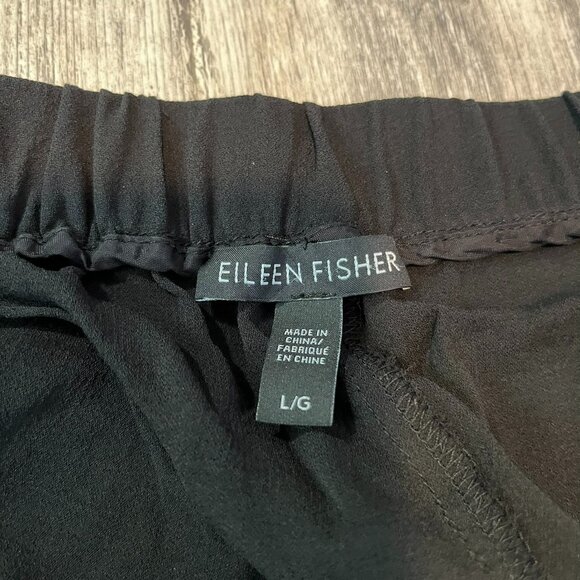 EILEEN FISHER
MADE IN
CHINA/
FABRIQUÉ
EN CHINE
L/G